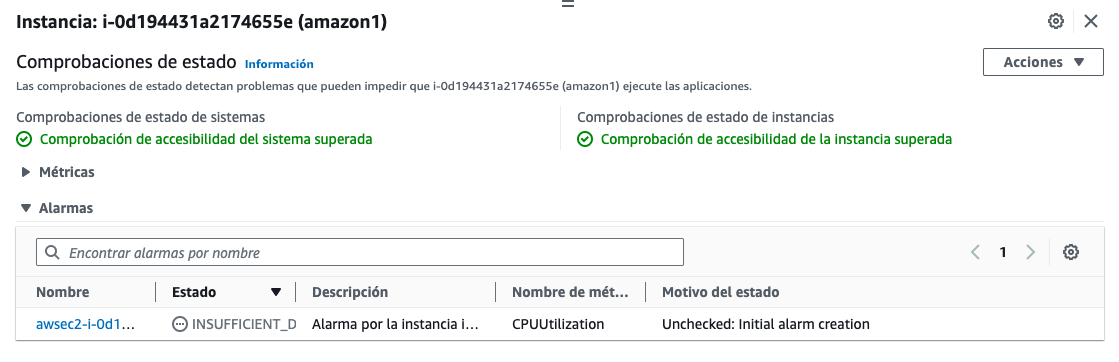 Instancia: i-0d194431a2174655e (amazon1)
Comprobaciones de estado Información
Acciones
Las comprobaciones de estado detectan problemas que pueden impedir que i-0d194431a2174655e (amazon1) ejecute las aplicaciones.
Comprobaciones de estado de sistemas
Comprobación de accesibilidad del sistema superada
Comprobaciones de estado de instancias
Comprobación de accesibilidad de la instancia superada
Métricas
Alarmas
Encontrar alarmas por nombre
1
Nombre Estado Descripción Nombre de mét... Motivo del estado
awsec2-i-0d1... INSUFFICIENT_D Alarma por la instancia i... CPUUtilization Unchecked: Initial alarm creation